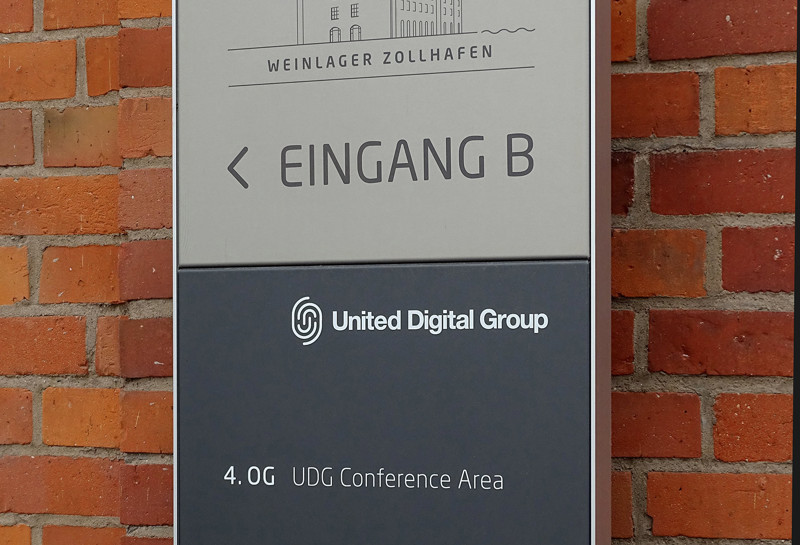 WEINLAGER ZOLLHAFEN
< EINGANG B
United Digital Group
4. OG UDG Conference Area